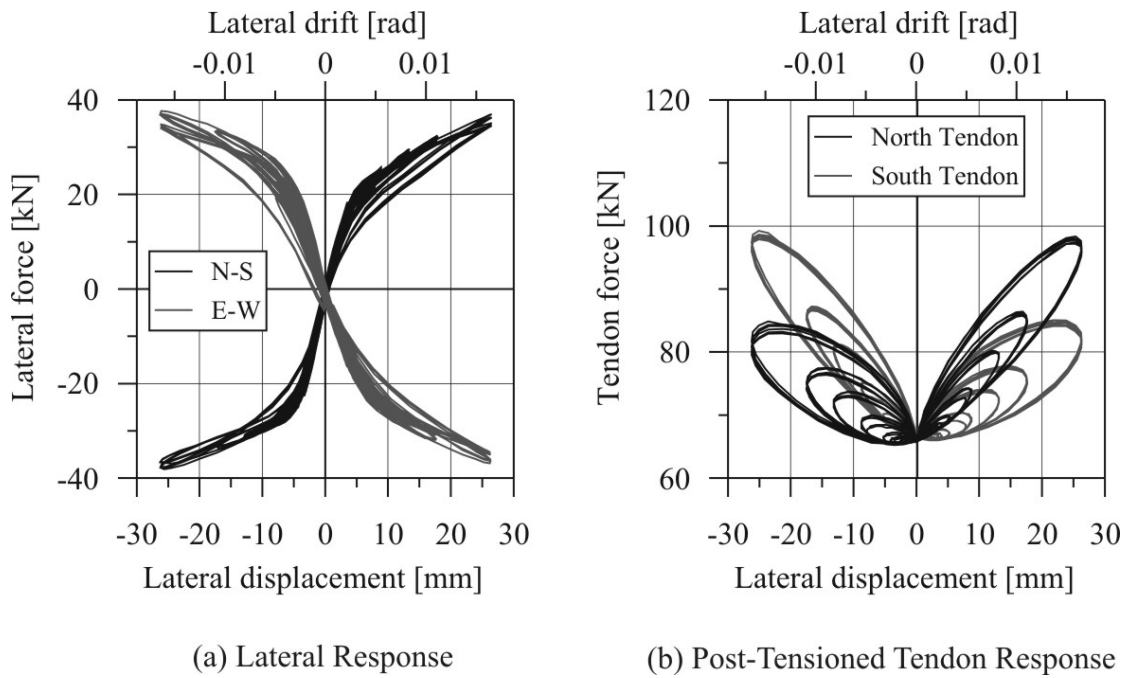 Lateral drift [rad]
-0.01 0 0.01
40
20
0
-20
-40
Lateral force [kN]
N-S
E-W
-30 -20 -10 0 10 20 30
Lateral displacement [mm]
(a) Lateral Response
Lateral drift [rad]
-0.01 0 0.01
120
100
80
60
Tendon force [kN]
North Tendon
South Tendon
-30 -20 -10 0 10 20 30
Lateral displacement [mm]
(b) Post-Tensioned Tendon Response